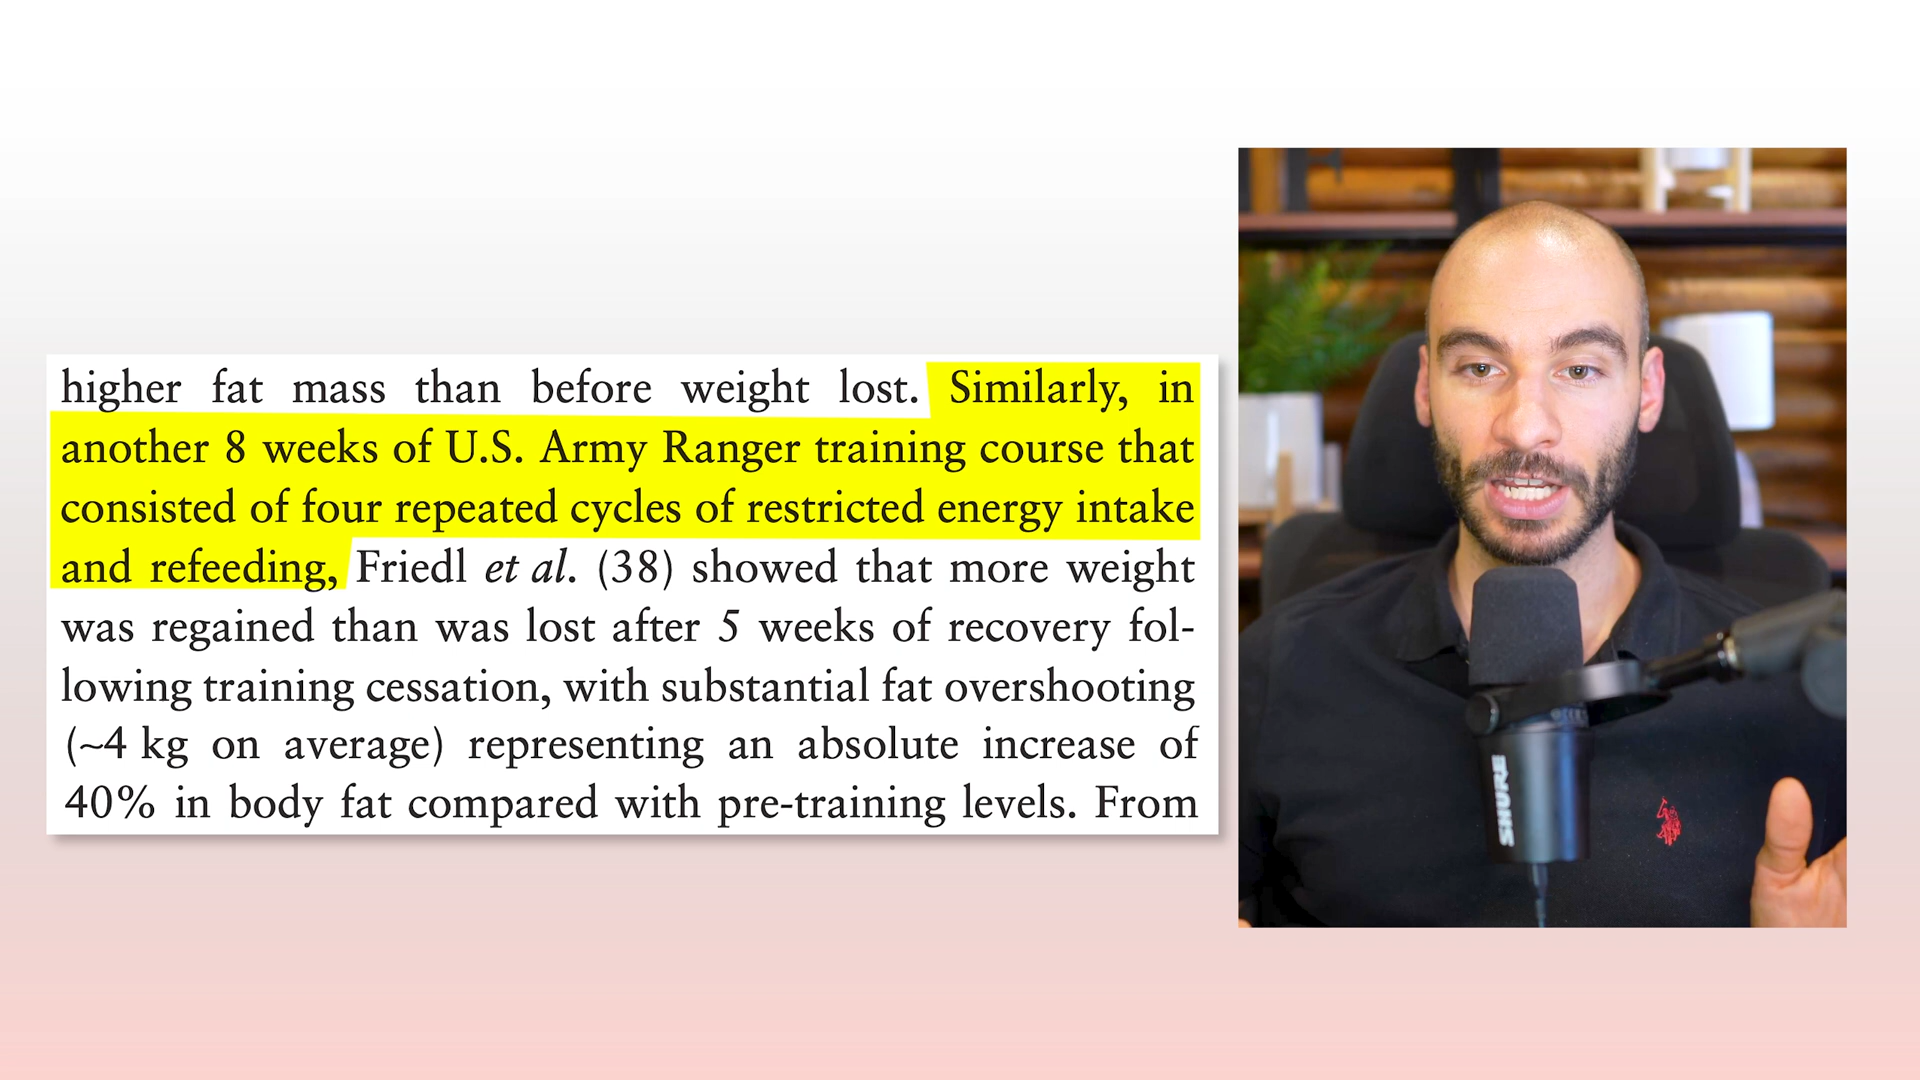 higher fat mass than before weight lost. Similarly, in
another 8 weeks of U.S. Army Ranger training course that
consisted of four repeated cycles of restricted energy intake
and refeeding, Friedl et al. (38) showed that more weight
was regained than was lost after 5 weeks of recovery fol-
lowing training cessation, with substantial fat overshooting
(~4 kg on average) representing an absolute increase of
40% in body fat compared with pre-training levels. From
SHURE